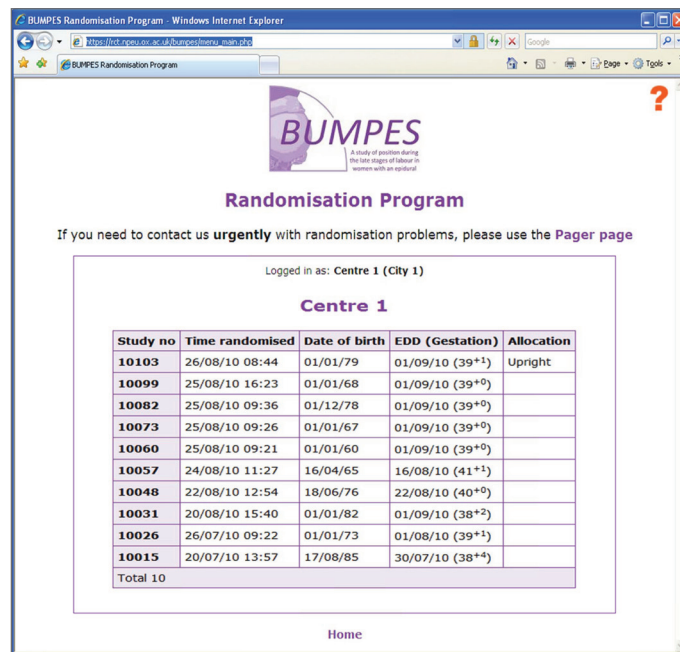 BUMPES Randomisation Program - Windows Internet Explorer
https://rct.npeu.ox.ac.uk/bumpes/menu_main.php
Google
BUMPES Randomisation Program
Page
Tools
?
BUMPES
A study of position during
the late stages of labour in
women with an epidural
Randomisation Program
If you need to contact us urgently with randomisation problems, please use the Pager page
Logged in as: Centre 1 (City 1)
Centre 1
Study no Time randomised Date of birth EDD (Gestation) Allocation
10103 26/08/10 08:44 01/01/79 01/09/10 (39+1) Upright
10099 25/08/10 16:23 01/01/68 01/09/10 (39+0)
10082 25/08/10 09:36 01/12/78 01/09/10 (39+0)
10073 25/08/10 09:26 01/01/67 01/09/10 (39+0)
10060 25/08/10 09:21 01/01/60 01/09/10 (39+0)
10057 24/08/10 11:27 16/04/65 16/08/10 (41+1)
10048 22/08/10 12:54 18/06/76 22/08/10 (40+0)
10031 20/08/10 15:40 01/01/82 01/09/10 (38+2)
10026 26/07/10 09:22 01/01/73 01/08/10 (39+1)
10015 20/07/10 13:57 17/08/85 30/07/10 (38+4)
Total 10
Home